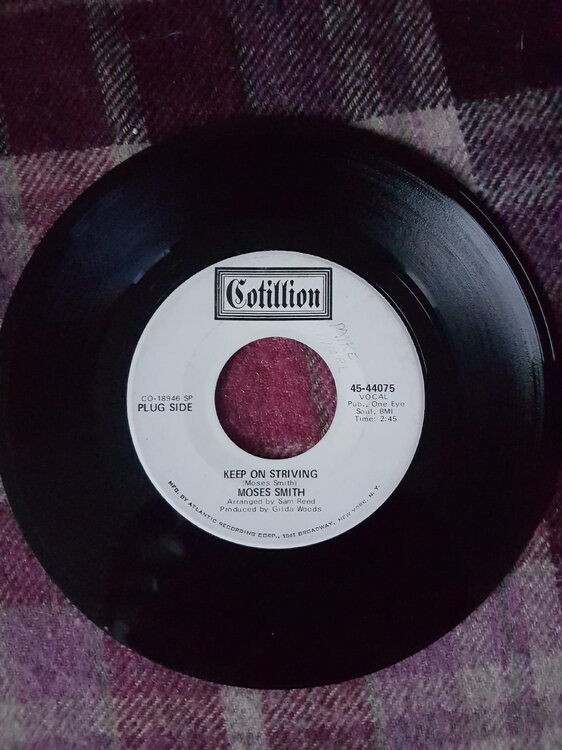 Cotillion
MIKE
CO-18946 SP
PLUG SIDE
45-44075
VOCAL
Pub., One Eye
Soul, BMI
Time: 2:45
KEEP ON STRIVING
(Moses Smith)
MOSES SMITH
Arranged by Sam Reed
Produced by Gilda Woods
MFG. BY ATLANTIC RECORDING CORP., 1841 BROADWAY, NEW YORK, N.Y.